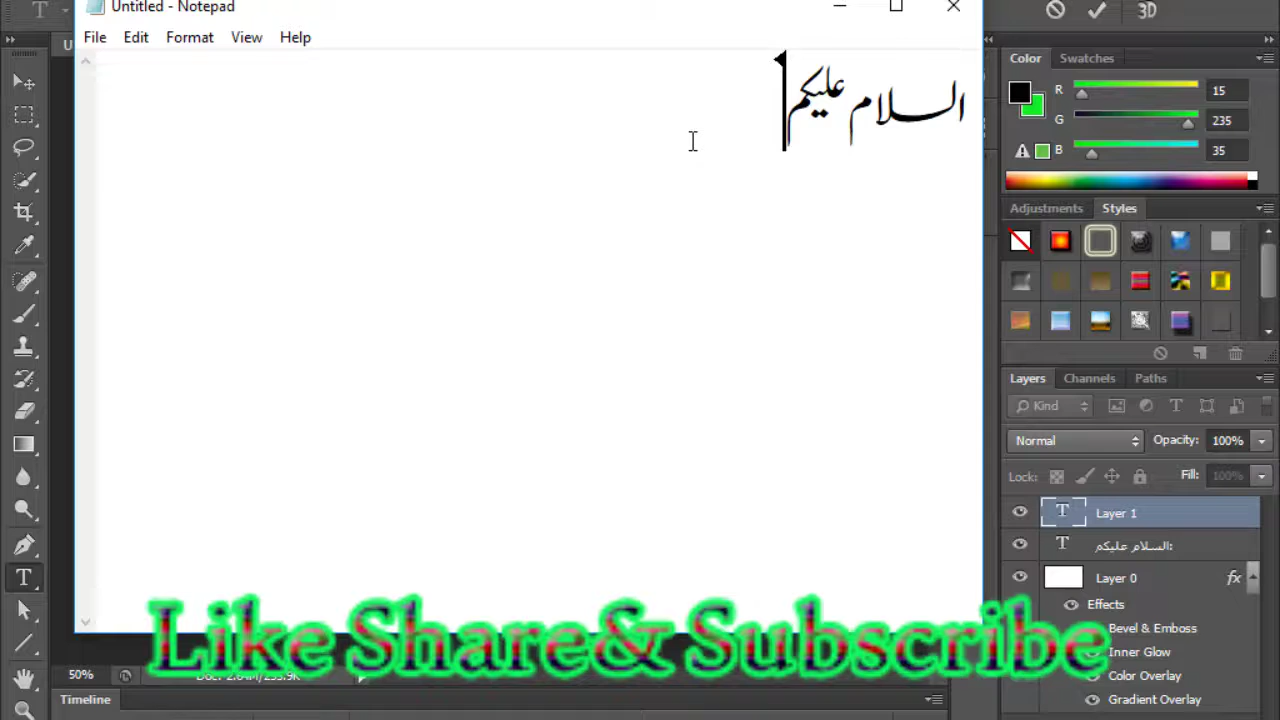 Untitled - Notepad
File Edit Format View Help
السلام علیکم
3D
Color Swatches
R 15
G 235
B 35
Adjustments Styles
Layers Channels Paths
Kind
Normal Opacity: 100%
Lock: Fill: 100%
Layer 1
السلام علیکم:
Layer 0 fx
Effects
Bevel & Emboss
Inner Glow
Color Overlay
Gradient Overlay
Like Share& Subscribe
50%
Timeline